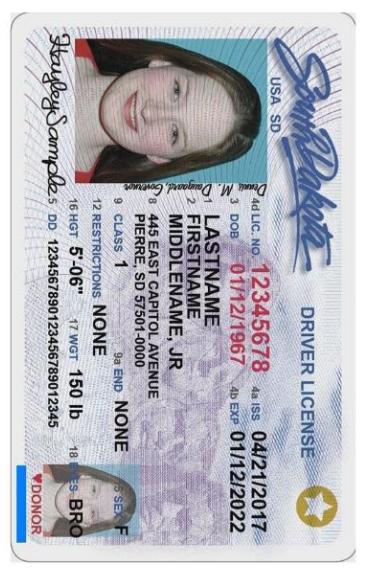 South Dakota
DRIVER LICENSE
USA SD
4d LIC. NO. 12345678 4a ISS 04/21/2017
3 DOB 01/12/1967 4b EXP 01/12/2022
1 LASTNAME
2 FIRSTNAME
MIDDLENAME, JR
8 445 EAST CAPITOL AVENUE
PIERRE, SD 57501-0000
9 CLASS 1 9a END NONE
12 RESTRICTIONS NONE 15 SEX F
16 HGT 5'-06" 17 WGT 150 lb 18 EYES BRO
5 DD 1234567890123456789012345
DONOR
Dennis M. Daugaard, Governor
Hayley Sample